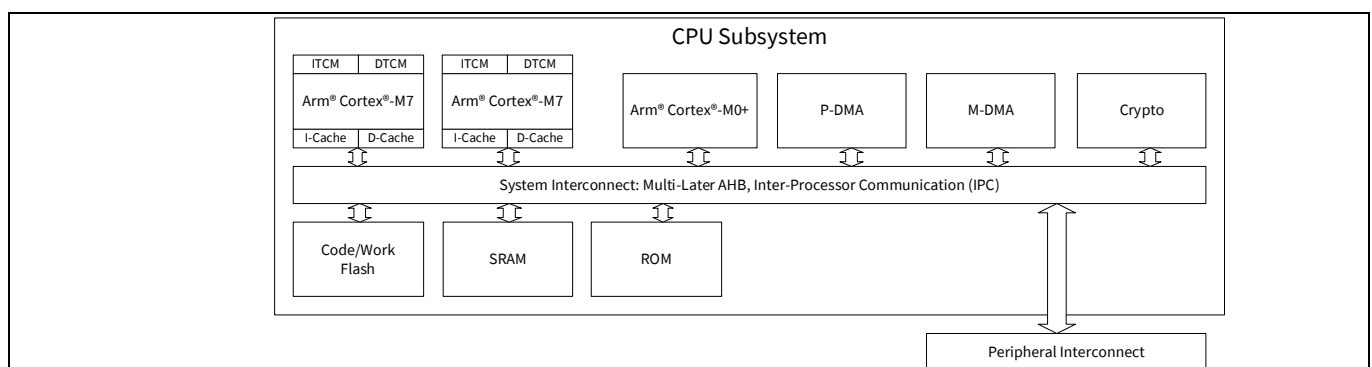 CPU Subsystem
ITCM DTCM ITCM DTCM
Arm® Cortex®-M7 Arm® Cortex®-M7 Arm® Cortex®-M0+ P-DMA M-DMA Crypto
I-Cache D-Cache I-Cache D-Cache
System Interconnect: Multi-Later AHB, Inter-Processor Communication (IPC)
Code/Work
Flash
SRAM
ROM
Peripheral Interconnect